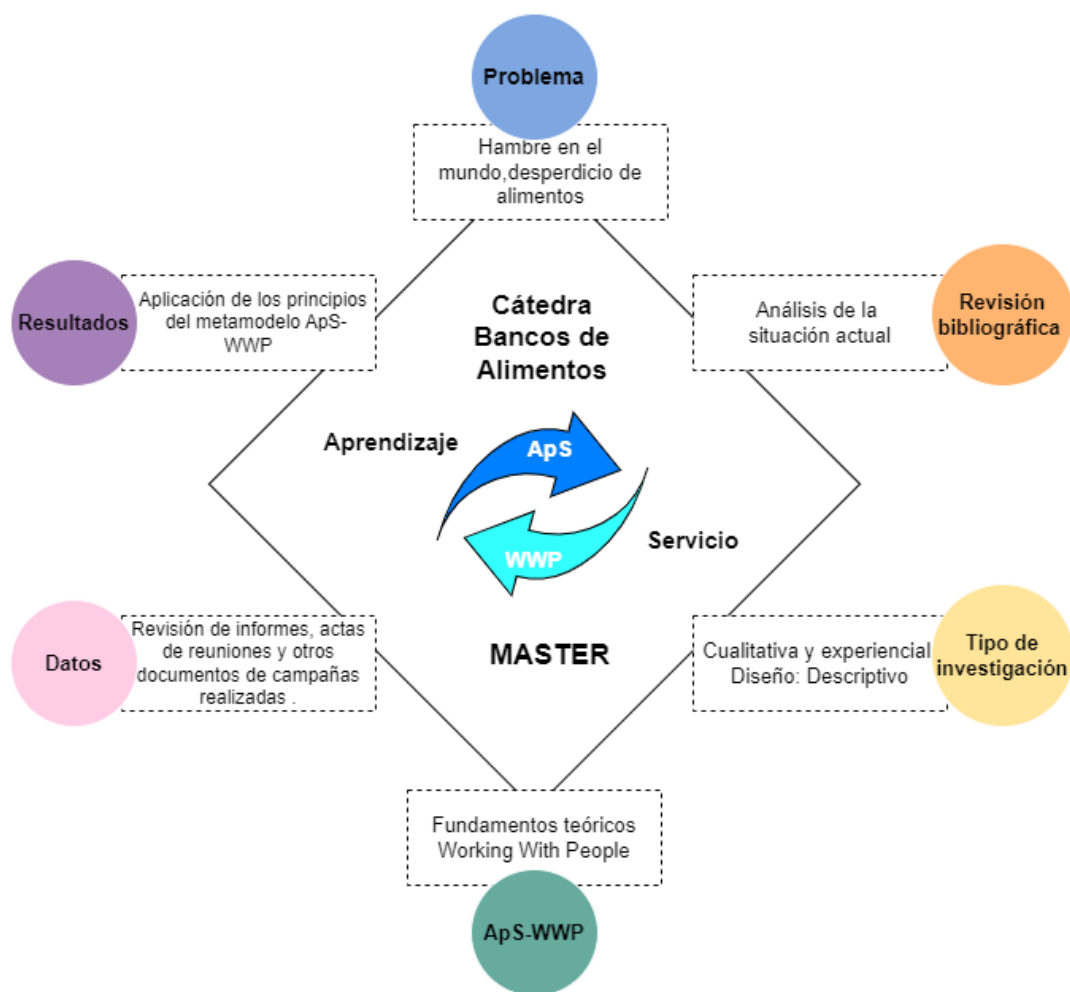 Problema
Hambre en el
mundo,desperdicio de
alimentos
Resultados
Aplicación de los principios
del metamodelo ApS-
WWP
Cátedra
Bancos de
Alimentos
Análisis de la
situación actual
Revisión
bibliográfica
Aprendizaje
ApS
WWP
Servicio
Datos
Revisión de informes, actas
de reuniones y otros
documentos de campañas
realizadas .
MASTER
Cualitativa y experiencial
Diseño: Descriptivo
Tipo de
investigación
Fundamentos teóricos
Working With People
ApS-WWP